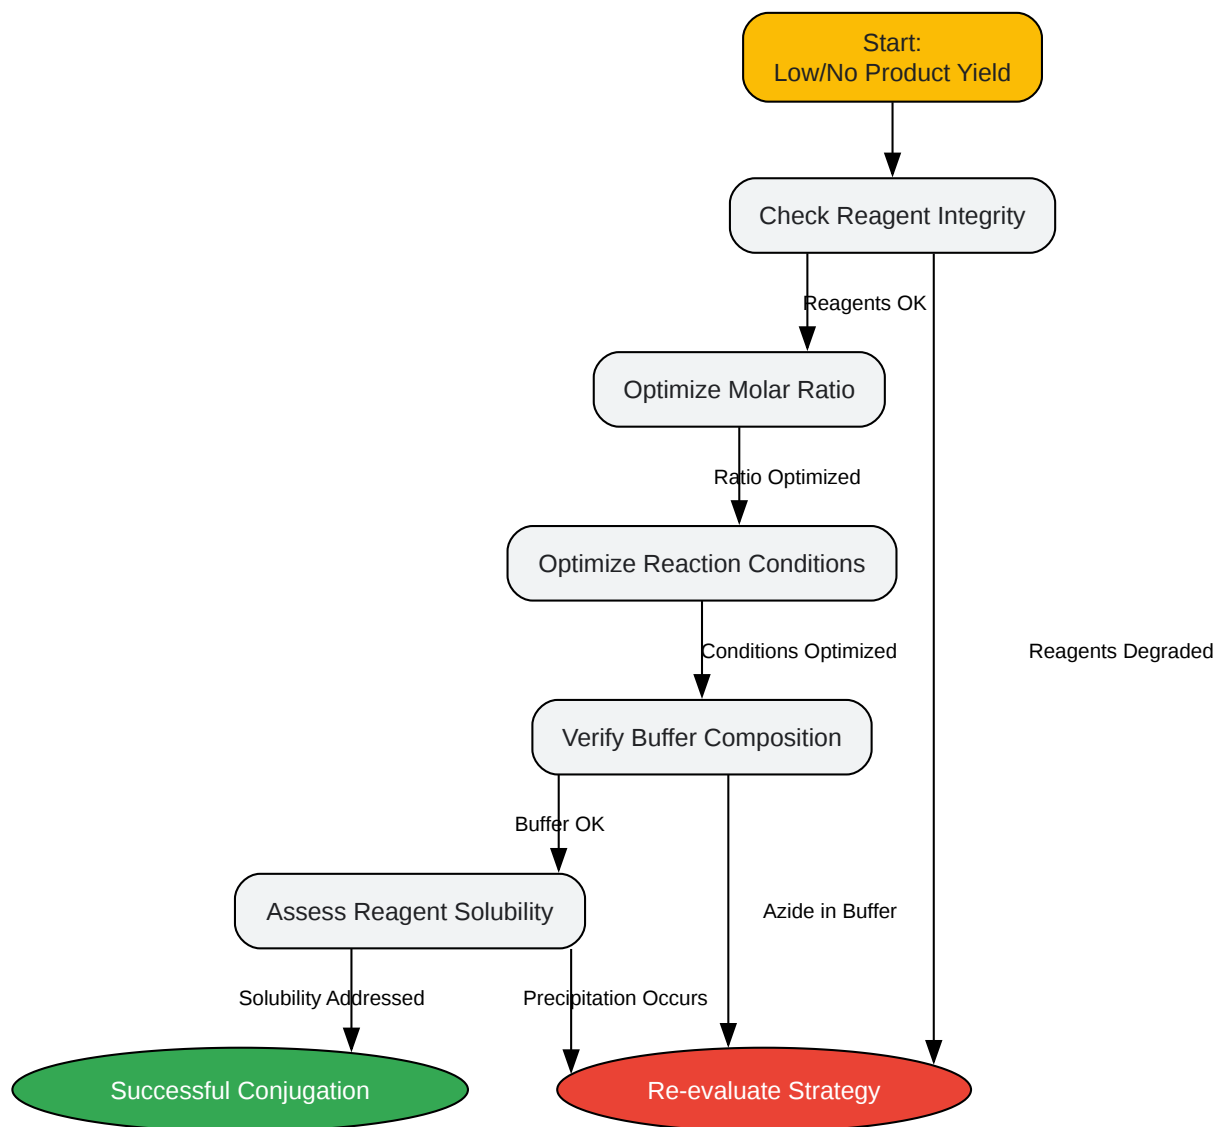 Start:
Low/No Product Yield
Check Reagent Integrity
Reagents OK
Optimize Molar Ratio
Ratio Optimized
Optimize Reaction Conditions
Conditions Optimized
Reagents Degraded
Verify Buffer Composition
Buffer OK
Assess Reagent Solubility
Azide in Buffer
Solubility Addressed
Precipitation Occurs
Successful Conjugation
Re-evaluate Strategy